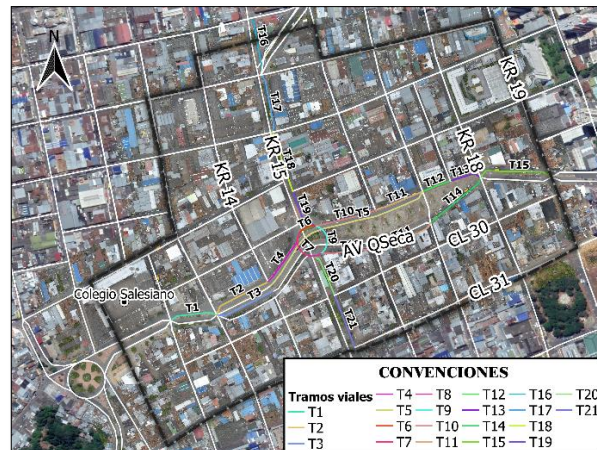 N
T16
T17
KR 19
KR 15
T18
KR 14
KR 18
T13
T15
T12
T19
T11
T14
T10
T5
T6
T9
T7
AV QSeca
CL 30
T4
T20
T2
T3
CL 31
Colegio Salesiano
T1
T21
CONVENCIONES
Tramos viales
T4 T8 T12 T16 T20
T1 T5 T9 T13 T17 T21
T2 T6 T10 T14 T18
T3 T7 T11 T15 T19